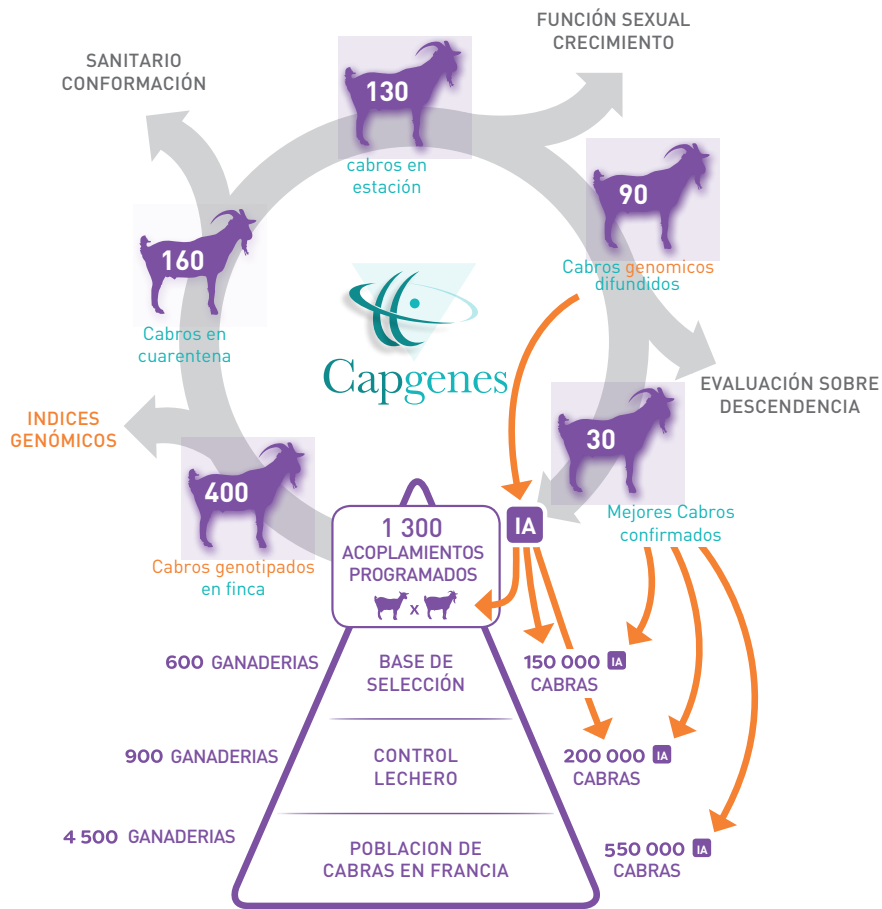 FUNCIÓN SEXUAL
CRECIMIENTO
SANITARIO
CONFORMACIÓN
130
cabros en
estación
90
Cabros genomicos
difundidos
160
Cabros en
cuarentena
Capgenes
EVALUACIÓN SOBRE
DESCENDENCIA
INDICES
GENÓMICOS
30
Mejores Cabros
confirmados
400
Cabros genotipados
en finca
1 300
ACOPLAMIENTOS
PROGRAMADOS
x
IA
600 GANADERIAS
BASE DE
SELECCIÓN
150 000 IA
CABRAS
900 GANADERIAS
CONTROL
LECHERO
200 000 IA
CABRAS
4 500 GANADERIAS
POBLACION DE
CABRAS EN FRANCIA
550 000 IA
CABRAS